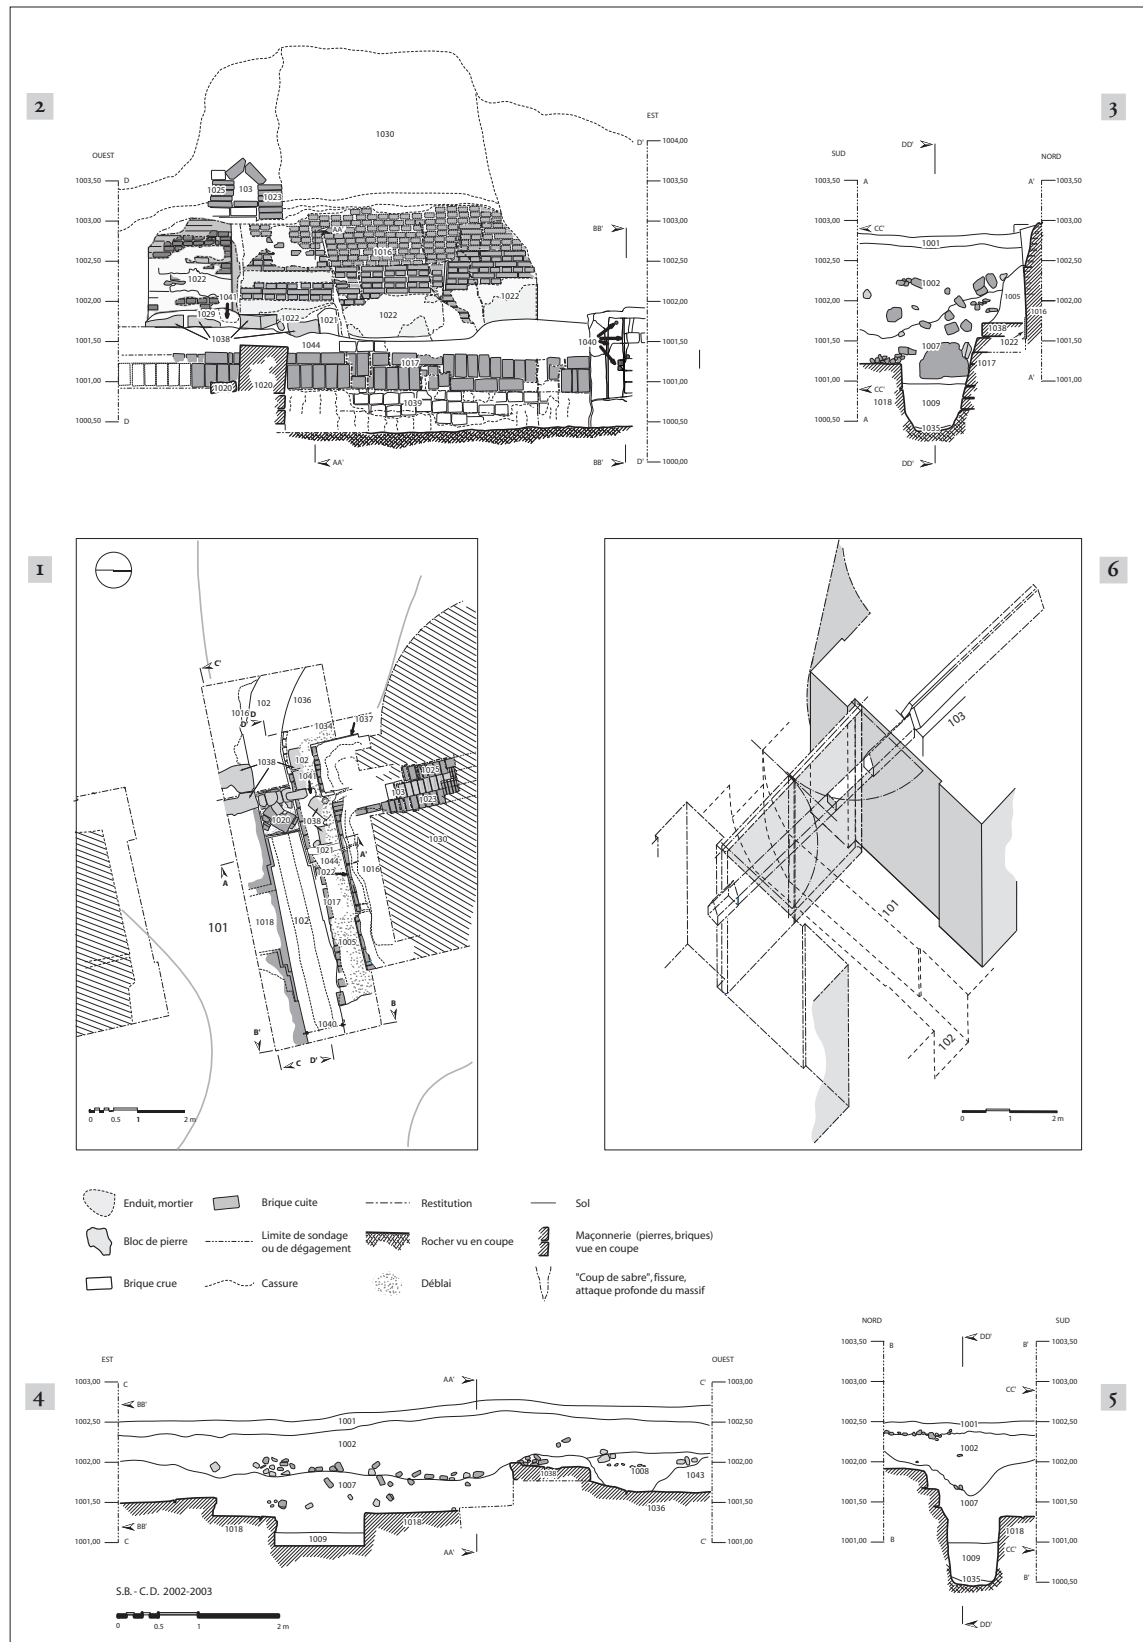 2
3
OUEST
EST
1030
D'
1004,00
1003,50
D
1025
103
1023
1003,50
1003,00
AA'
BB'
1003,00
1002,50
1016
1002,50
1022
1041
1022
1002,00
1029
1022
1021
1022
1002,00
1038
1040
1001,50
1044
1001,50
1017
1001,00
1020
1020
1001,00
1039
1000,50
D
1000,50
AA'
BB'
D'
1000,00
DD'
SUD
NORD
1003,50
A
A'
1003,50
1003,00
CC'
1003,00
1001
1002,50
1002,50
1002
1005
1002,00
1002,00
1016
1038
1001,50
1007
1022
1001,50
1017
1001,00
A'
1001,00
CC'
1018
1009
1000,50
A
1035
DD'
1
6
C'
102
1036
1016
D
D'
1034
1037
102
1038
1041
1025
103
1023
1020
1038
1030
1021
A'
1044
1022
1016
A
1017
1018
102
101
1005
B
1040
B'
C
D'
0
0.5
1
2 m
103
101
102
0
1
2 m
Enduit, mortier
Brique cuite
Restitution
Sol
Bloc de pierre
Limite de sondage
ou de dégagement
Rocher vu en coupe
Maçonnerie (pierres, briques)
vue en coupe
Brique crue
Cassure
Déblai
"Coup de sabre", fissure,
attaque profonde du massif
4
5
EST
OUEST
1003,00
C
AA'
C'
1003,00
BB'
1002,50
1001
1002,50
1002
1002,00
1008
1002,00
1038
1043
1007
1001,50
1036
1001,50
1018
1018
BB'
1009
1001,00
C
AA'
C'
1001,00
NORD
SUD
DD'
1003,50
B
B'
1003,50
1003,00
CC'
1003,00
1002,50
1001
1002,50
1002
1002,00
1002,00
1007
1001,50
1001,50
1018
1001,00
B
1001,00
1009
CC'
1035
B'
1000,50
DD'
S.B. - C.D. 2002-2003
0
0.5
1
2 m